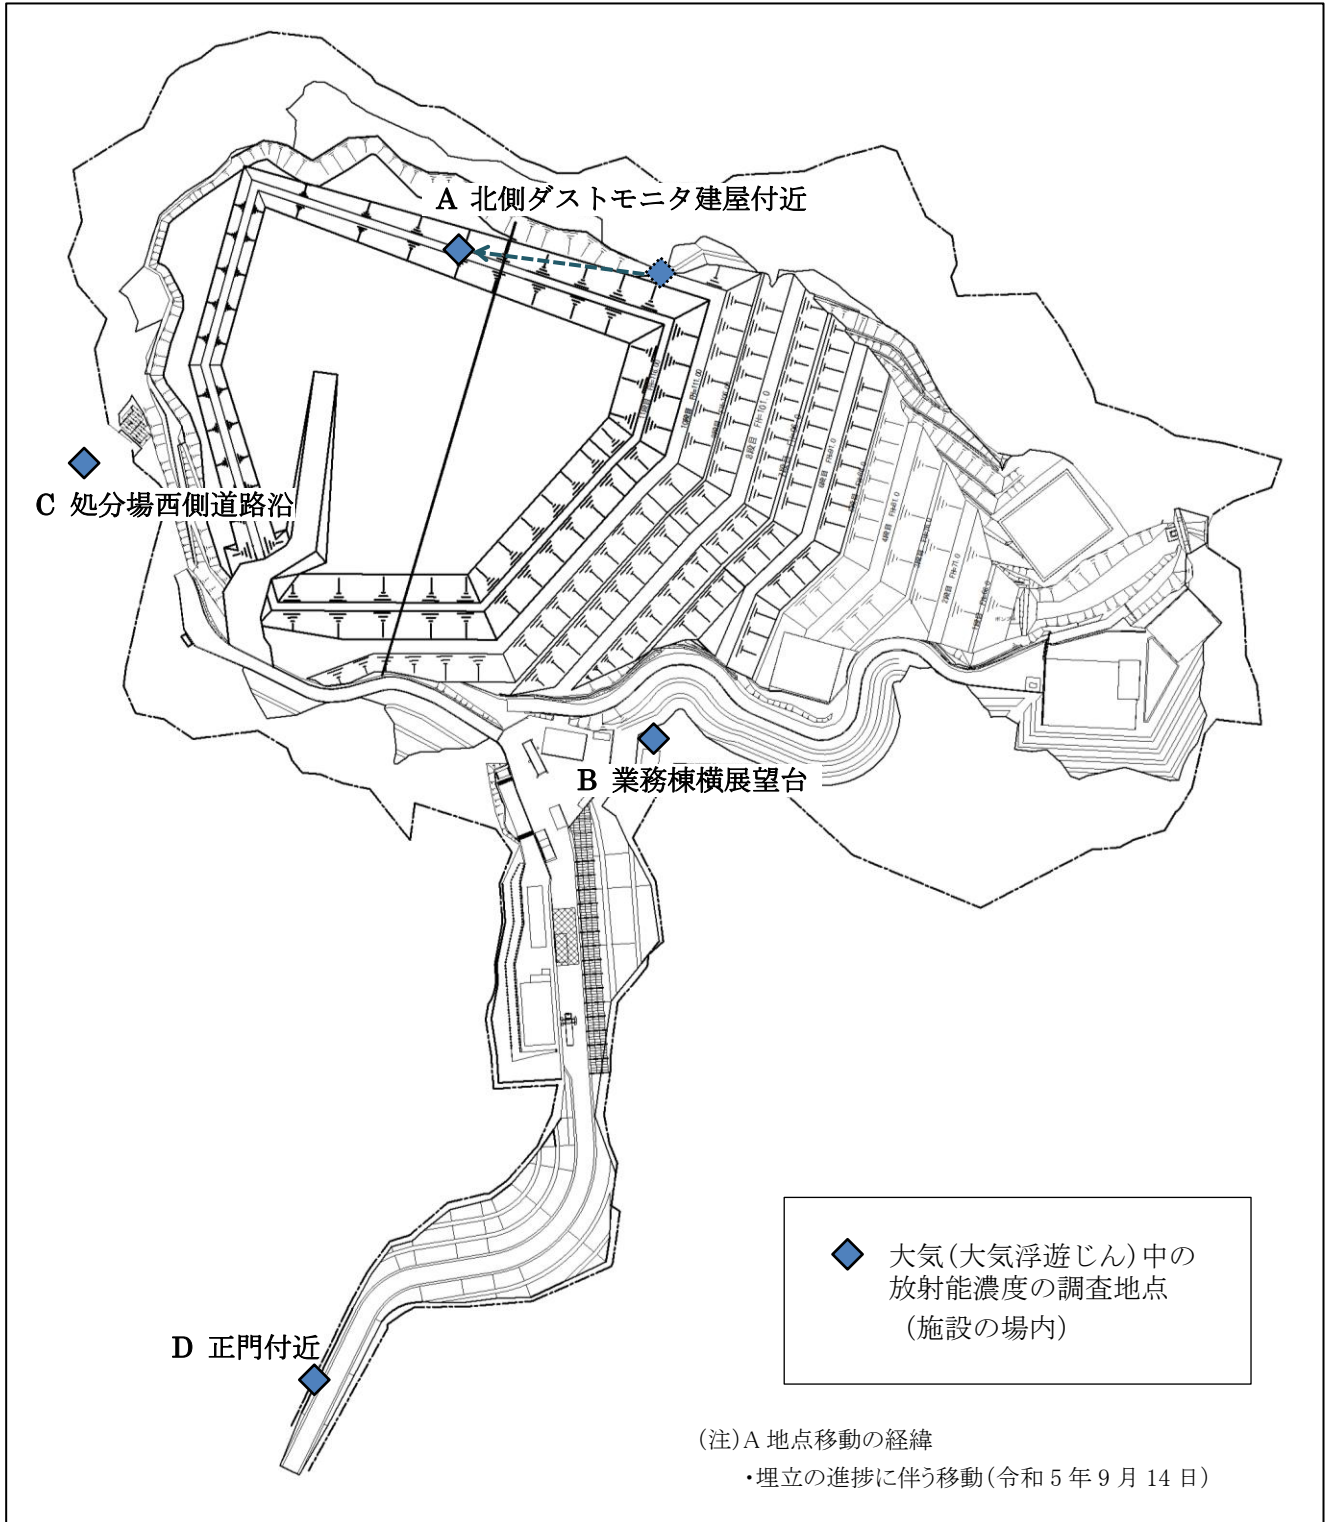 A 北側ダストモニタ建屋付近
C 処分場西側道路沿
B 業務棟横展望台
D 正門付近
大気(大気浮遊じん)中の
放射能濃度の調査地点
(施設の場内)
(注)A 地点移動の経緯
・埋立の進捗に伴う移動(令和 5 年 9 月 14 日)